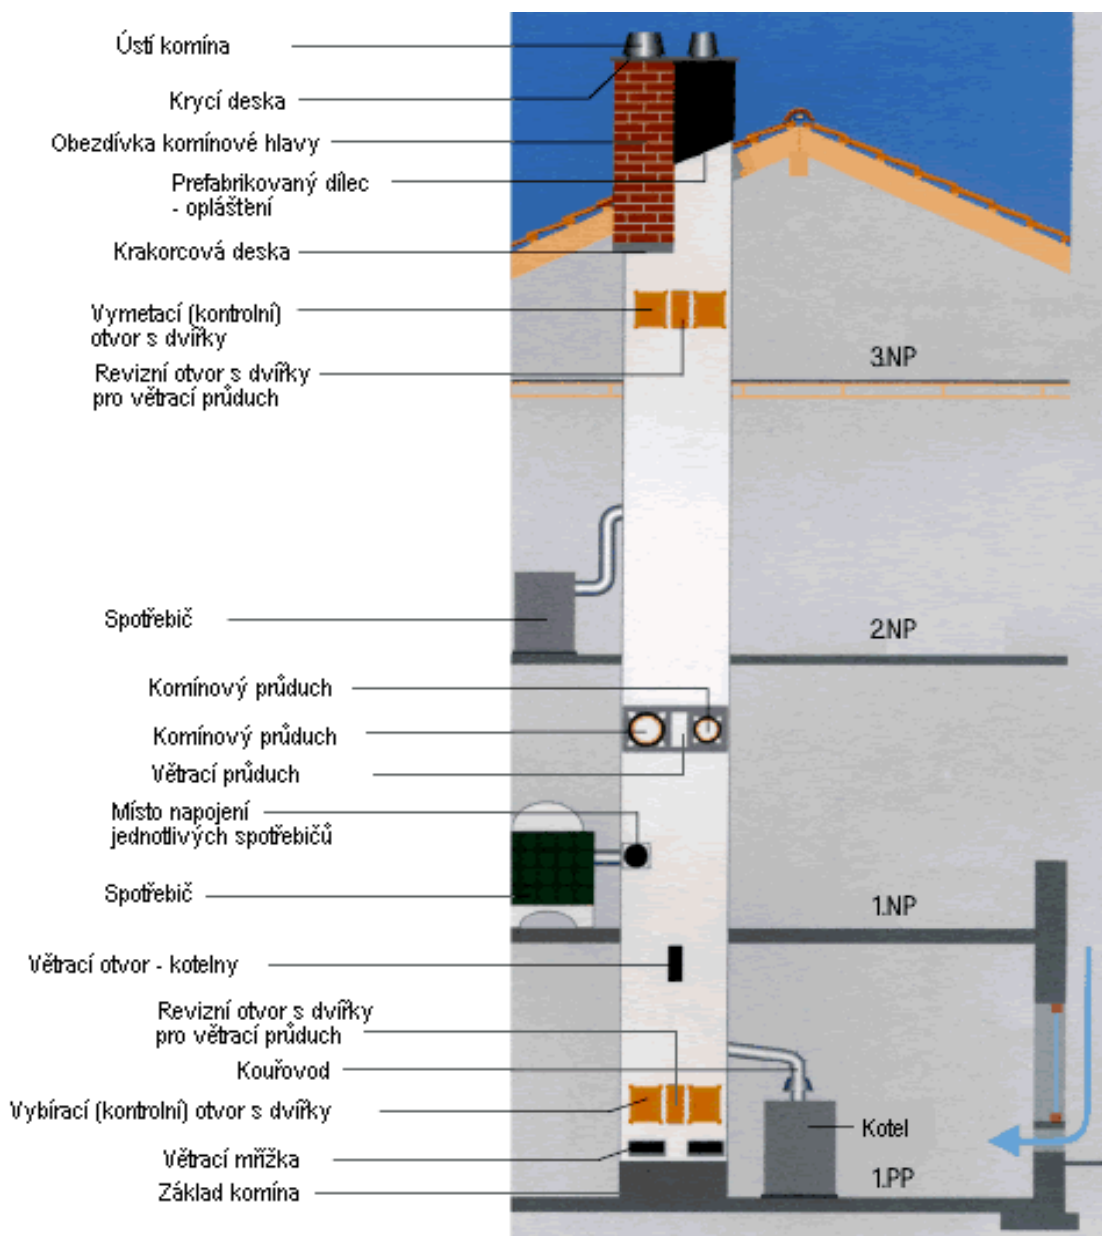 Ústí komína
Krycí deska
Obezdívka komínové hlavy
Prefabrikovaný dílec
- opláštění
Krakorcová deska
Vymetací (kontrolní)
otvor s dvířky
Revizní otvor s dvířky
pro větrací průduch
3.NP
Spotřebič
2.NP
Komínový průduch
Komínový průduch
Větrací průduch
Místo napojení
jednotlivých spotřebičů
Spotřebič
1.NP
Větrací otvor - kotelny
Revizní otvor s dvířky
pro větrací průduch
Kouřovod
Vybírací (kontrolní) otvor s dvířky
Kotel
Větrací mřížka
1.PP
Základ komína